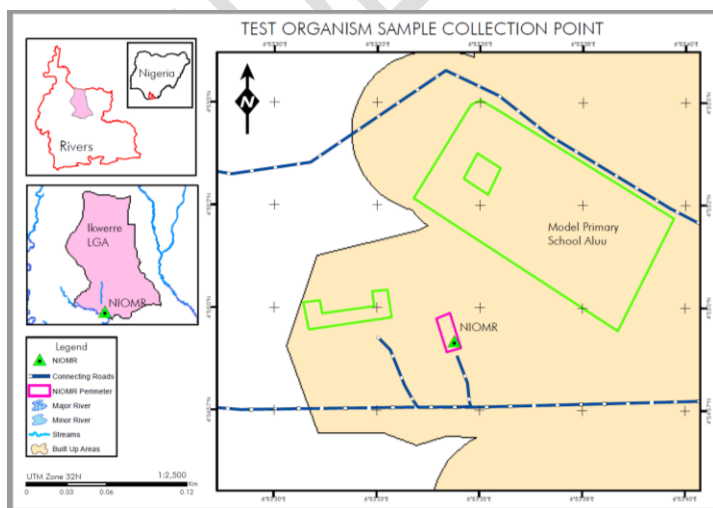 TEST ORGANISM SAMPLE COLLECTION POINT
Nigeria
Rivers
Ikwerre
LGA
NIOMR
Legend
NIOMR
Connecting Roads
NIOMR Perimeter
Major River
Minor River
Streams
Built Up Areas
UTM Zone 32N
1:2,500
0
0.03
0.06
0.12
Km
N
Model Primary
School Aluu
NIOMR